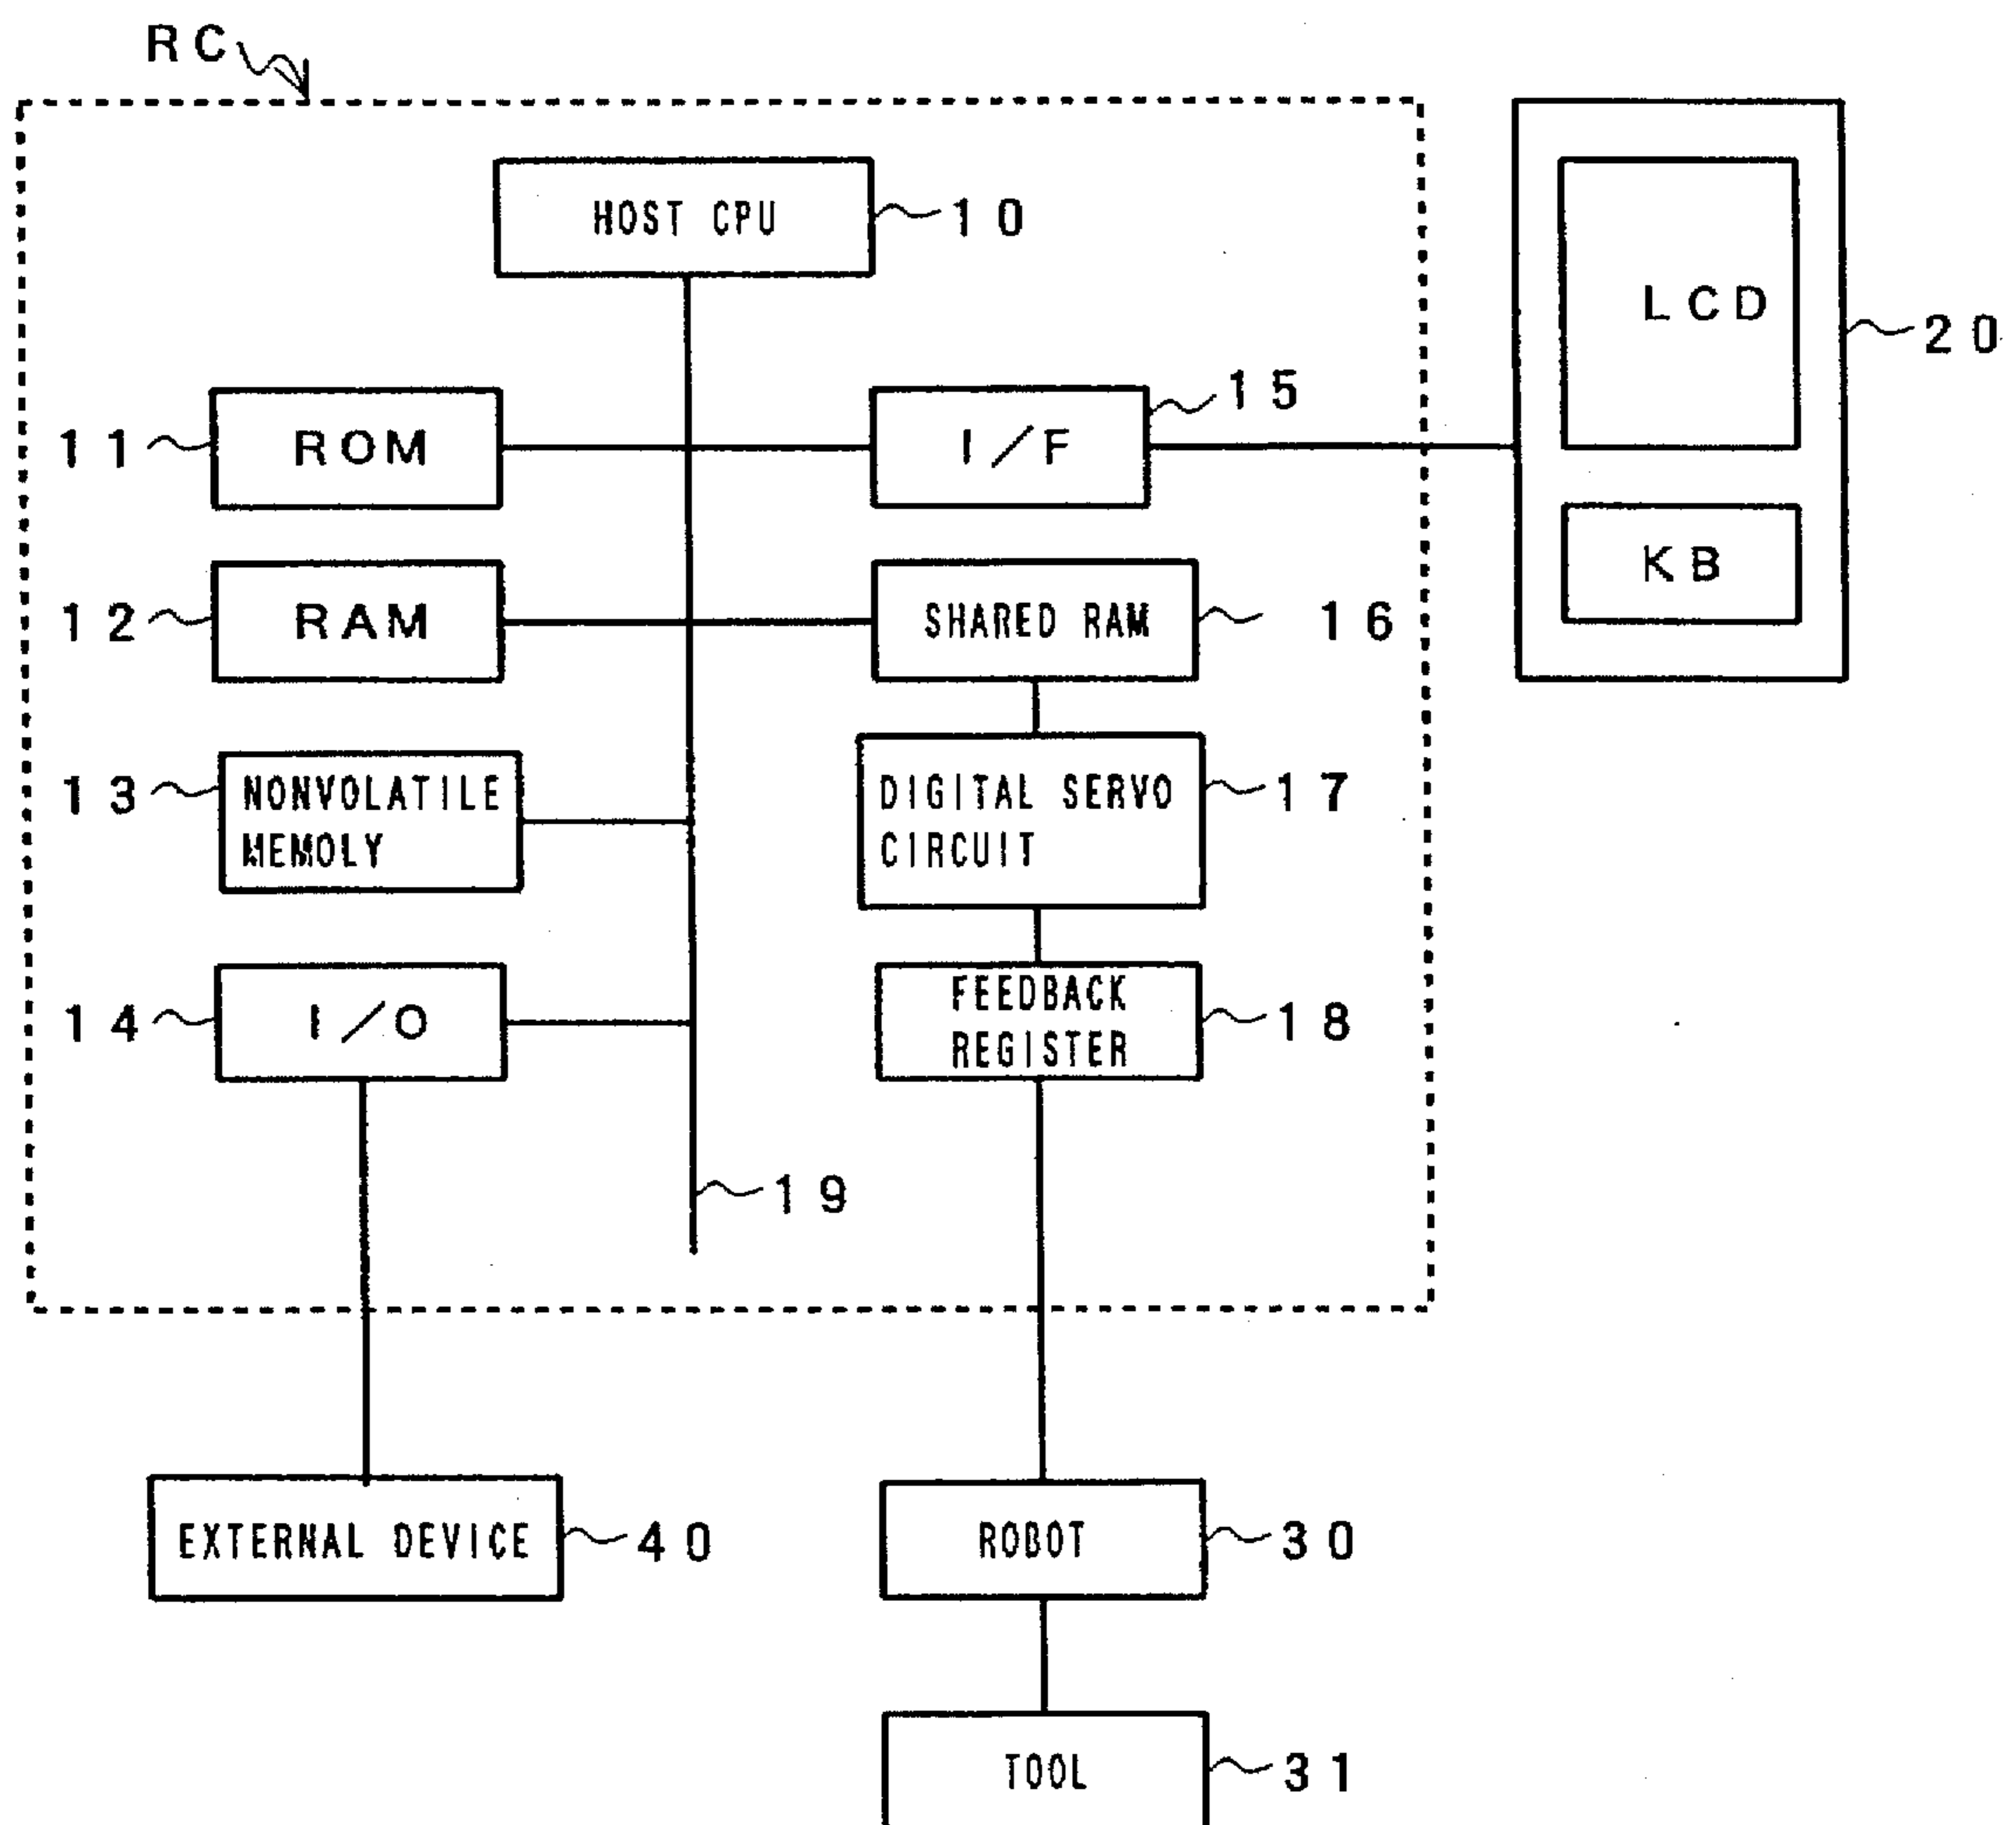 RC
HOST CPU
10
LCD
20
15
11
ROM
I/F
KB
12
RAM
SHARED RAM
16
13
NONVOLATILE
MEMOLY
DIGITAL SERVO
CIRCUIT
17
14
I/O
FEEDBACK
REGISTER
18
19
EXTERNAL DEVICE
40
ROBOT
30
TOOL
31